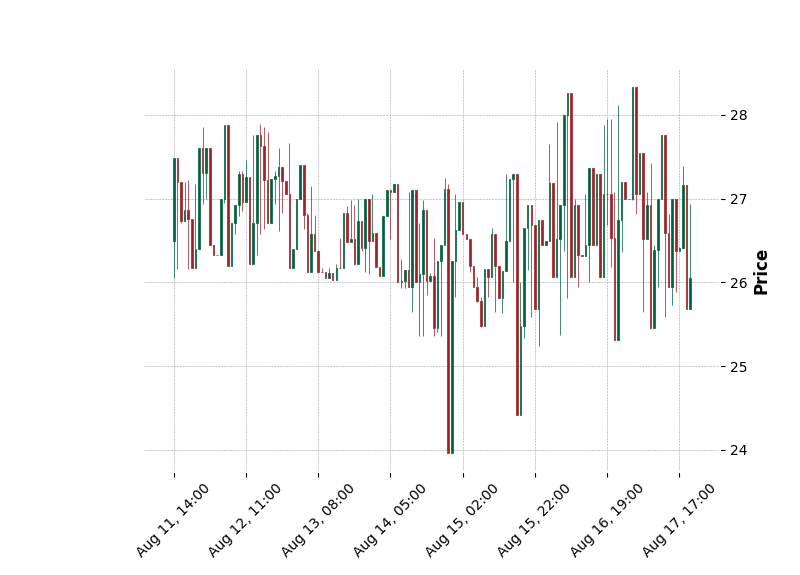 28
27
26
25
24
Price
Aug 11, 14:00
Aug 12, 11:00
Aug 13, 08:00
Aug 14, 05:00
Aug 15, 02:00
Aug 15, 22:00
Aug 16, 19:00
Aug 17, 17:00